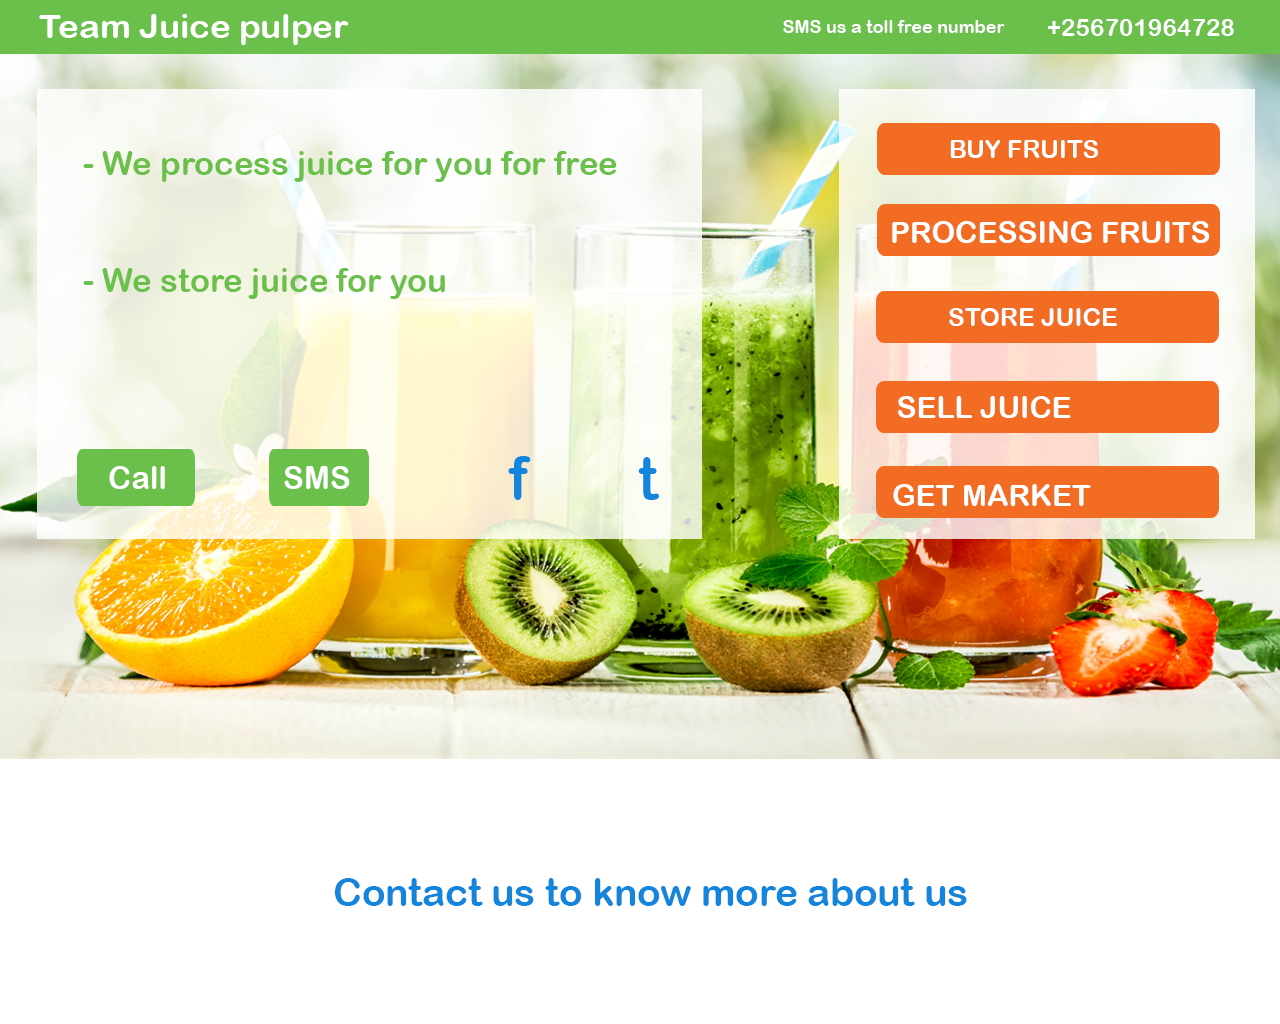 Team Juice pulper
SMS us a toll free number +256701964728
- We process juice for you for free
- We store juice for you
Call SMS f t
BUY FRUITS
PROCESSING FRUITS
STORE JUICE
SELL JUICE
GET MARKET
Contact us to know more about us